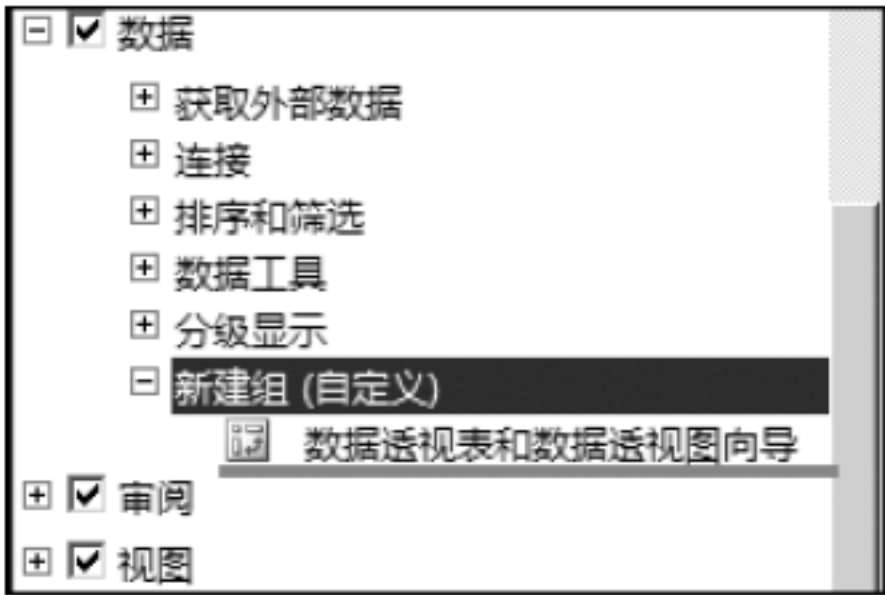 数据
获取外部数据
连接
排序和筛选
数据工具
分级显示
新建组 (自定义)
数据透视表和数据透视图向导
审阅
视图